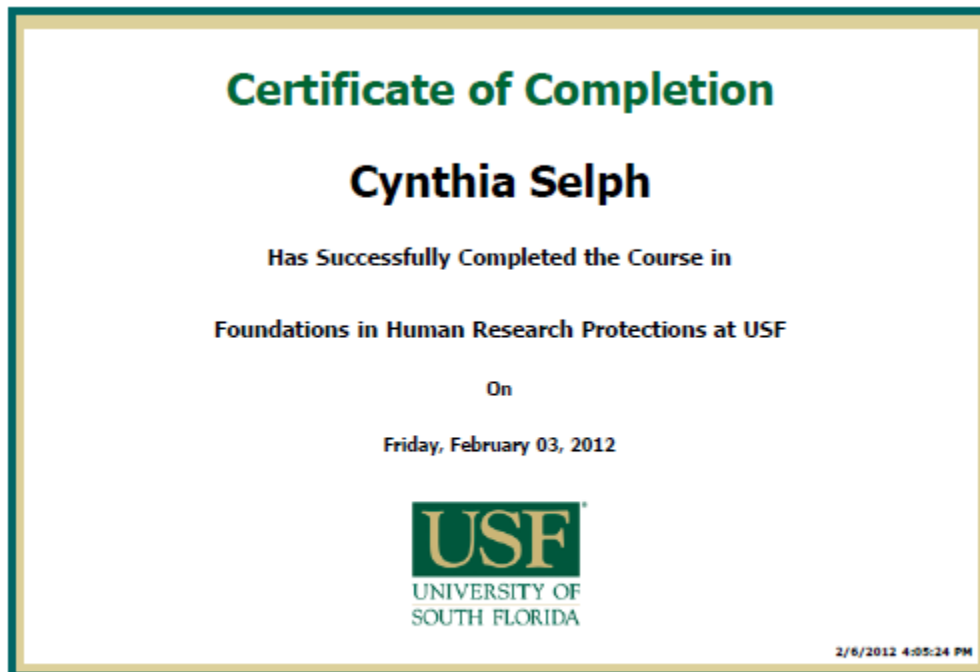 Certificate of Completion
Cynthia Selph
Has Successfully Completed the Course in
Foundations in Human Research Protections at USF
On
Friday, February 03, 2012
USF
UNIVERSITY OF
SOUTH FLORIDA
2/6/2012 4:05:24 PM